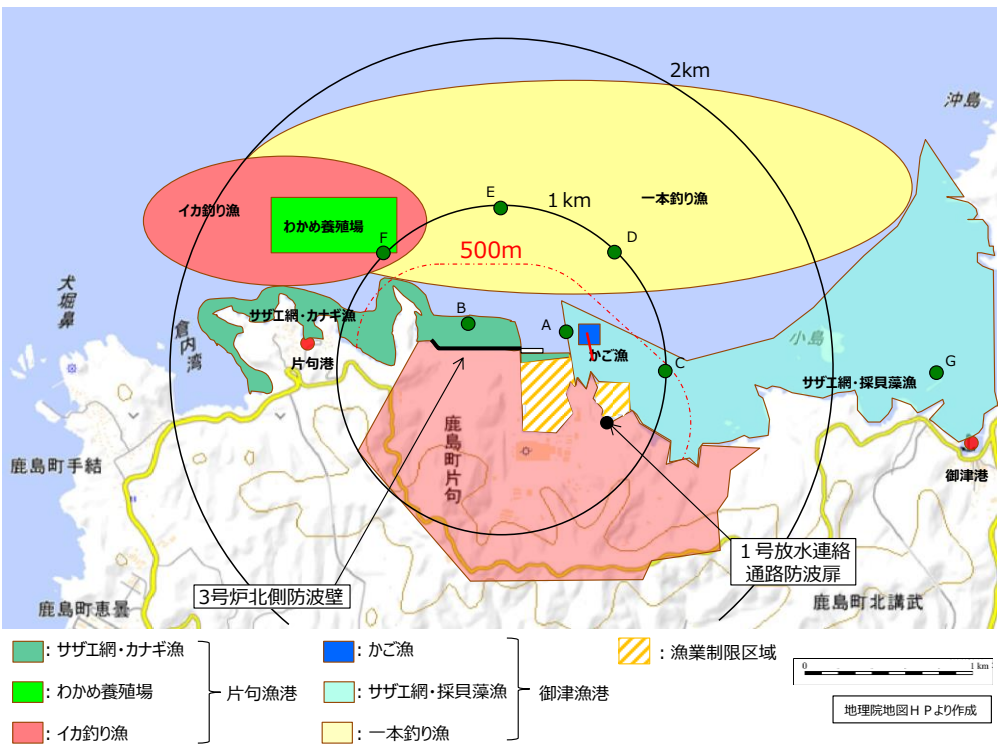 2km
沖島
1km
E
イカ釣り漁
一本釣り漁
わかめ養殖場
F
D
500m
犬堀鼻
倉内湾
サザエ網・カナギ漁
B
A
片句港
かご漁
小島
C
G
サザエ網・採貝藻漁
鹿島町片句
鹿島町手結
御津港
1号放水連絡
通路防波扉
3号炉北側防波壁
鹿島町恵曇
鹿島町北講武
：サザエ網・カナギ漁
：わかめ養殖場
：イカ釣り漁
片句漁港
：かご漁
：サザエ網・採貝藻漁
：一本釣り漁
御津漁港
：漁業制限区域
0 1 km
地理院地図HPより作成